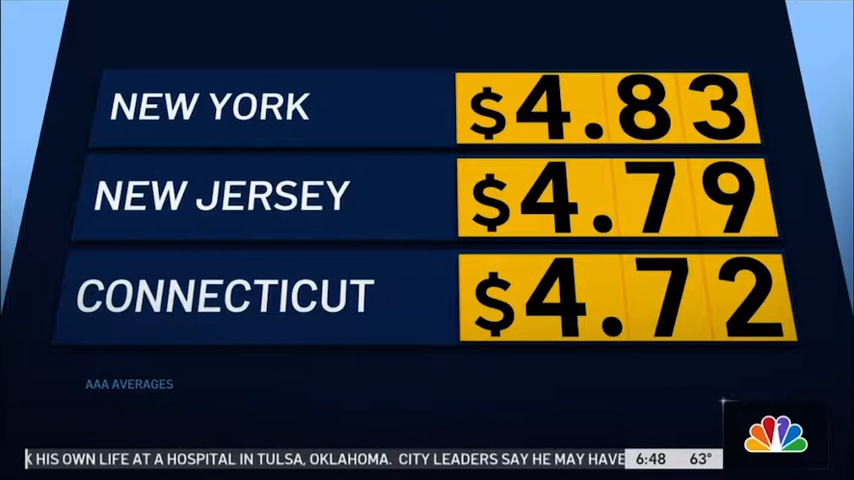 NEW YORK $4.83
NEW JERSEY $4.79
CONNECTICUT $4.72
AAA AVERAGES
K HIS OWN LIFE AT A HOSPITAL IN TULSA, OKLAHOMA. CITY LEADERS SAY HE MAY HAVE 6:48 63°